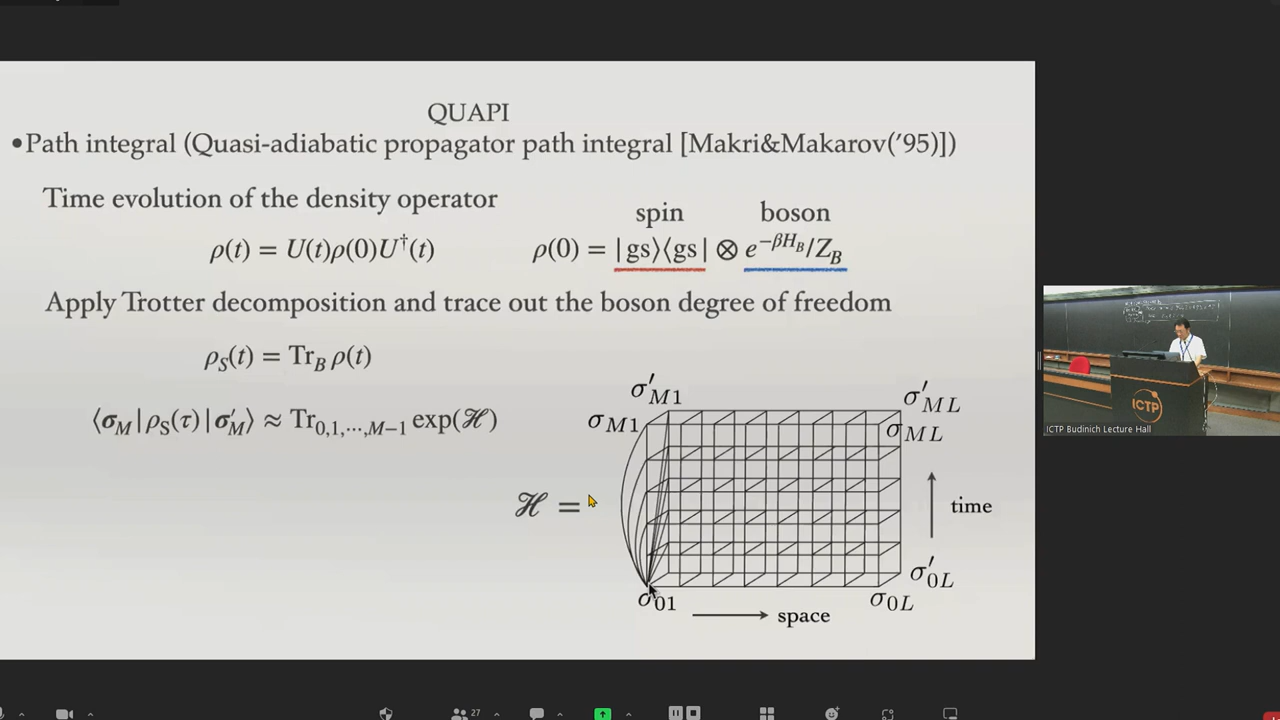 QUAPI
•Path integral (Quasi-adiabatic propagator path integral [Makri&Makarov('95)])
Time evolution of the density operator
spin boson
ρ(t) = U(t)ρ(0)U†(t) ρ(0) = |gs⟩⟨gs| ⊗ e^{−βH_B}/Z_B
Apply Trotter decomposition and trace out the boson degree of freedom
ρ_S(t) = Tr_B ρ(t)
⟨σ_M|ρ_S(τ)|σ′_M⟩ ≈ Tr_{0,1,⋯,M−1} exp(ℋ)
σ′_{M1} σ′_{ML}
σ_{M1} σ_{ML}
ℋ =
time
σ′_{0L}
σ_{01} σ_{0L}
space
ICTP
ICTP Budinich Lecture Hall
27